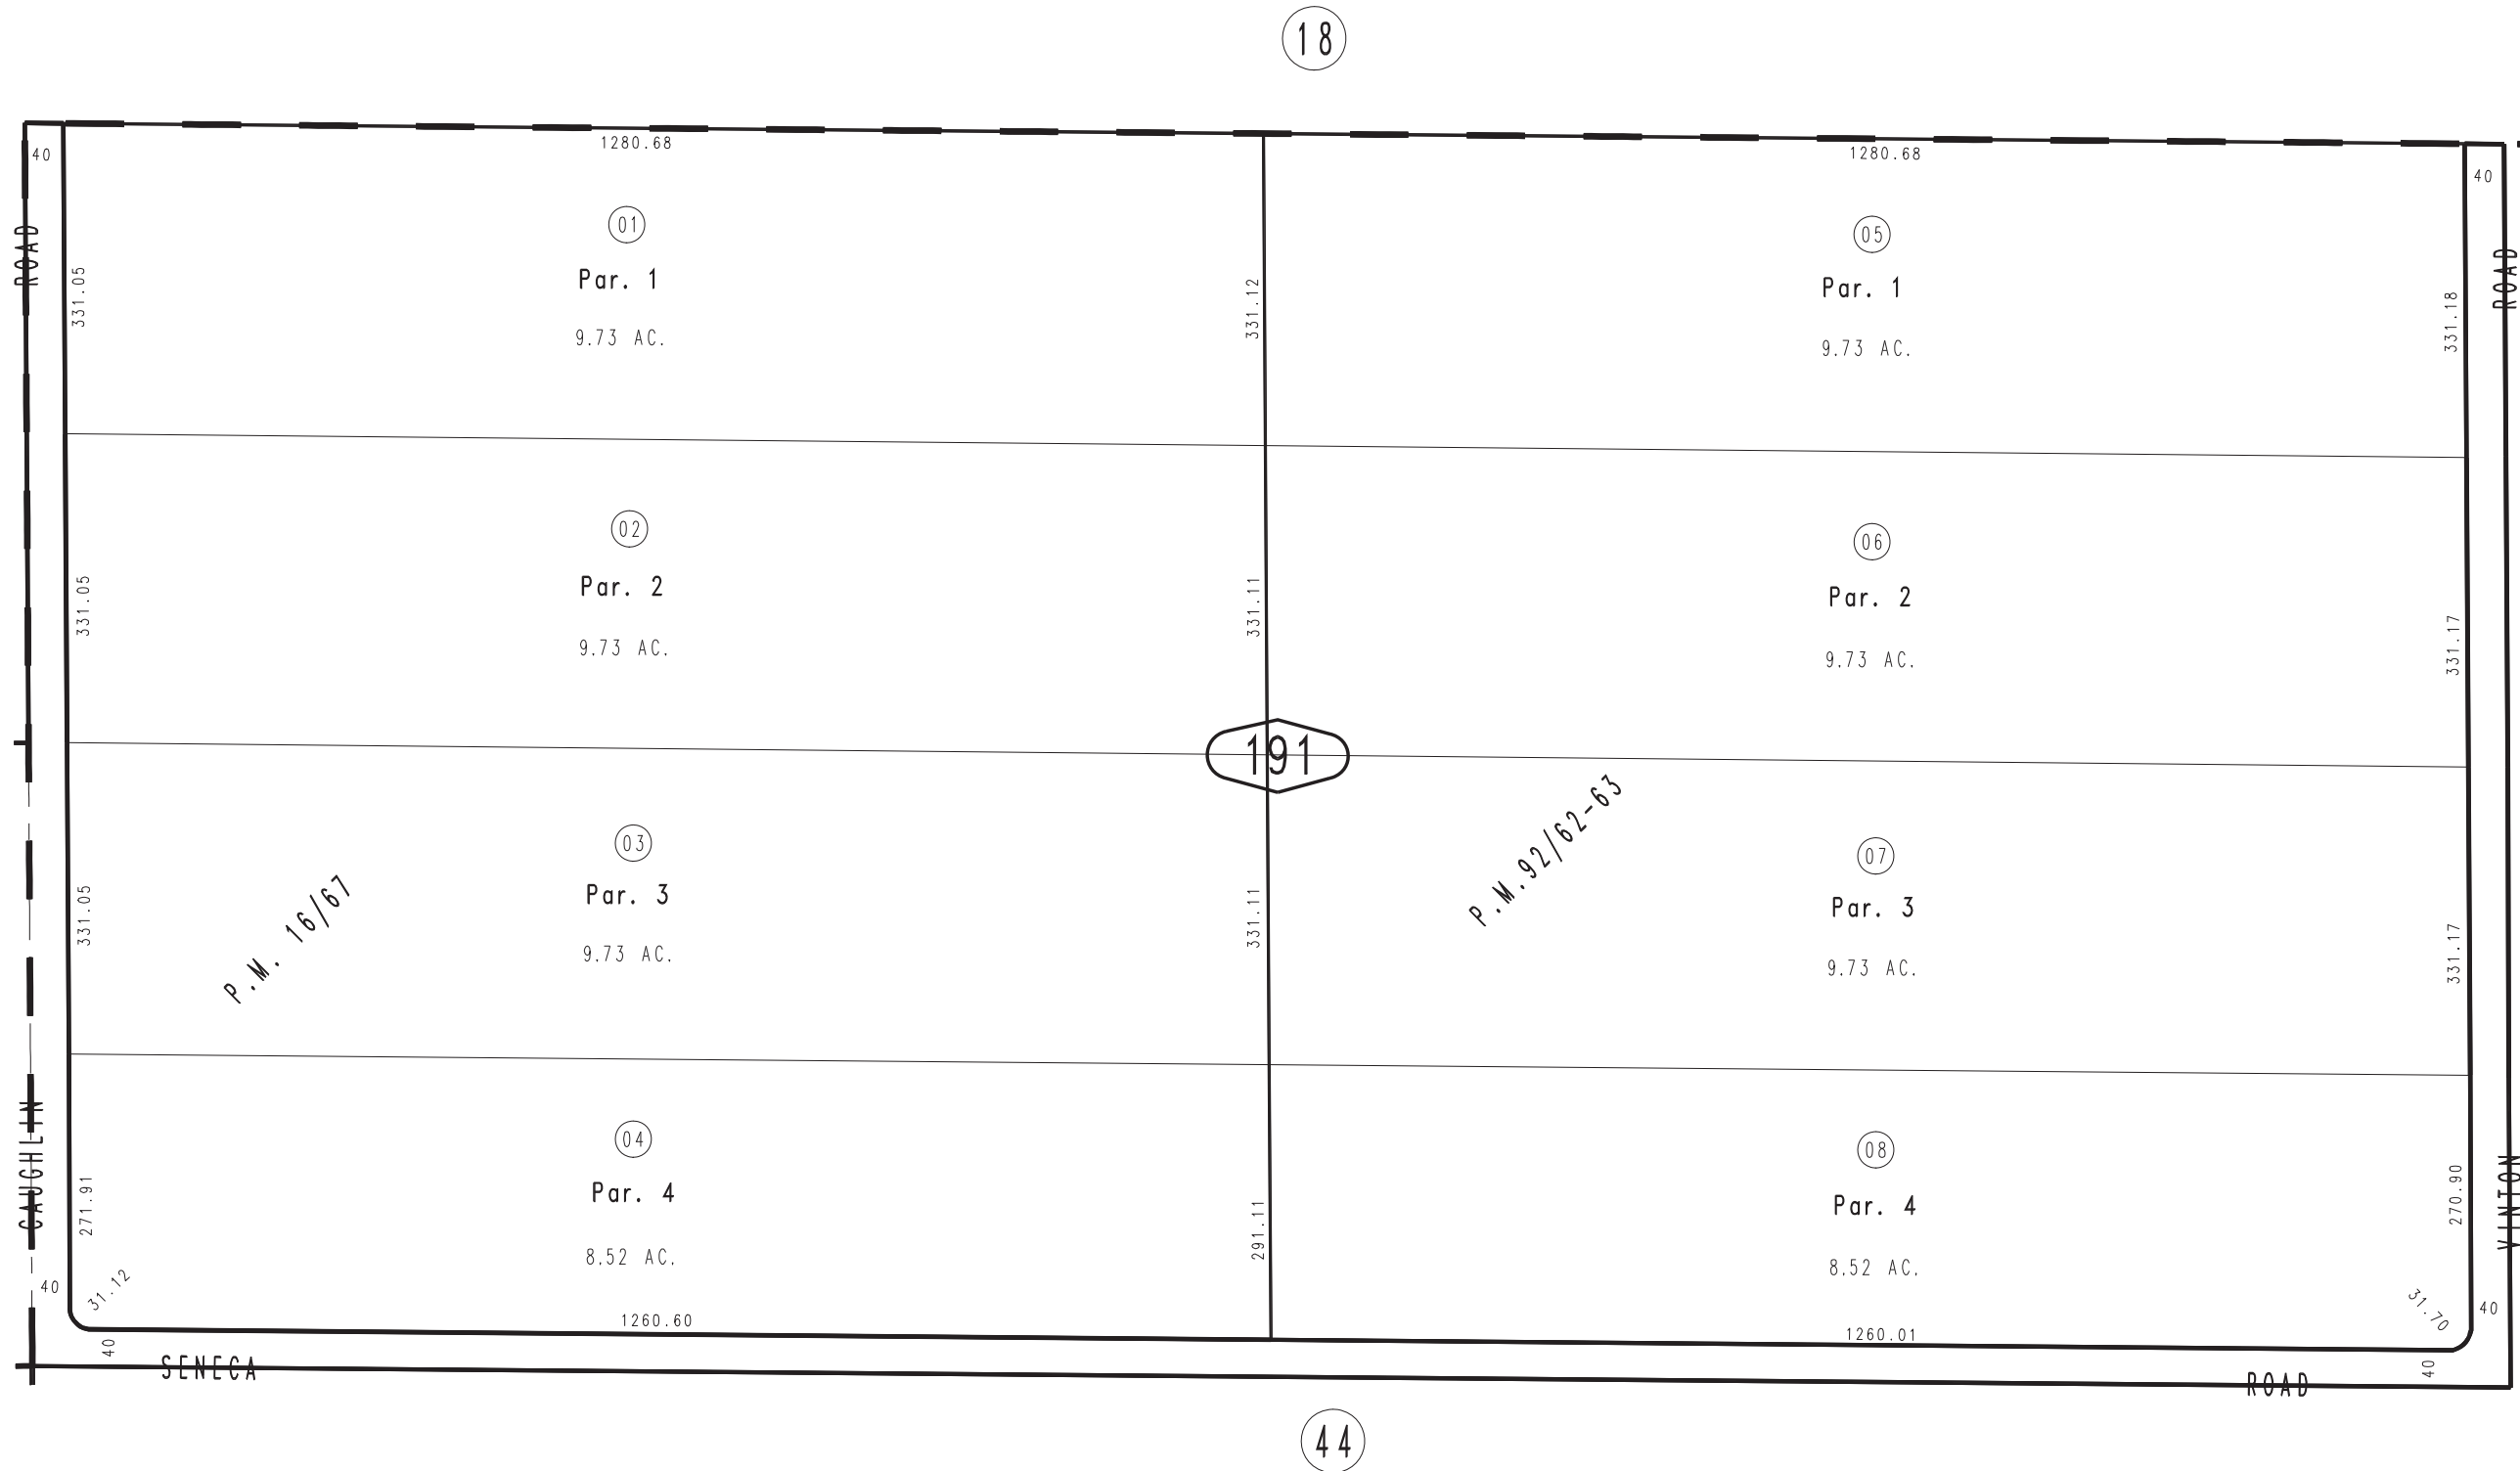 18
40
1280.68
1280.68
40
ROAD
331.05
01
Par. 1
9.73 AC.
331.12
05
Par. 1
9.73 AC.
331.18
ROAD
331.05
02
Par. 2
9.73 AC.
331.11
06
Par. 2
9.73 AC.
331.17
191
P.M. 16/67
331.05
03
Par. 3
9.73 AC.
331.11
P.M.92/62-63
07
Par. 3
9.73 AC.
331.17
CAUGHLIN
271.91
04
Par. 4
8.52 AC.
291.11
08
Par. 4
8.52 AC.
270.90
VINTON
40
31.12
1260.60
1260.01
31.70
40
40
SENECA
ROAD
40
44